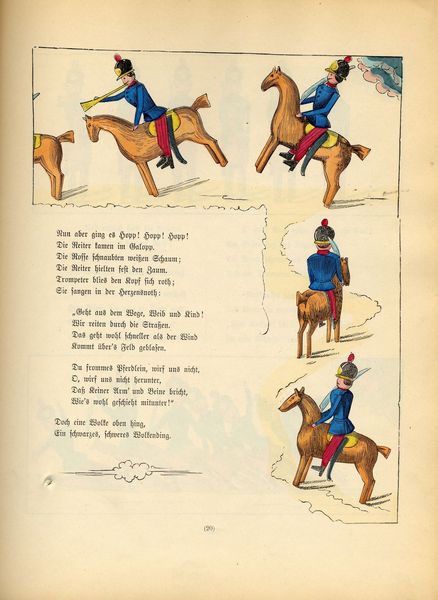 Nun aber ging es Hopp! Hopp! Hopp!
Die Reiter kamen im Galopp.
Die Rosse schnaubten weißen Schaum;
Die Reiter hielten fest den Zaum.
Trompeter blies den Kopf sich roth;
Sie sangen in der Herzensnoth:
„Geht aus dem Wege, Weib und Kind!
Wir reiten durch die Straßen.
Das geht wohl schneller als der Wind
Kommt über's Feld geblasen.
Du frommes Pferdlein, wirf uns nicht,
O, wirf uns nicht herunter,
Daß Keiner Arm' und Beine bricht,
Wie's wohl geschieht mitunter!“
Doch eine Wolke oben hing,
Ein schwarzes, schweres Wolkending.
(20)